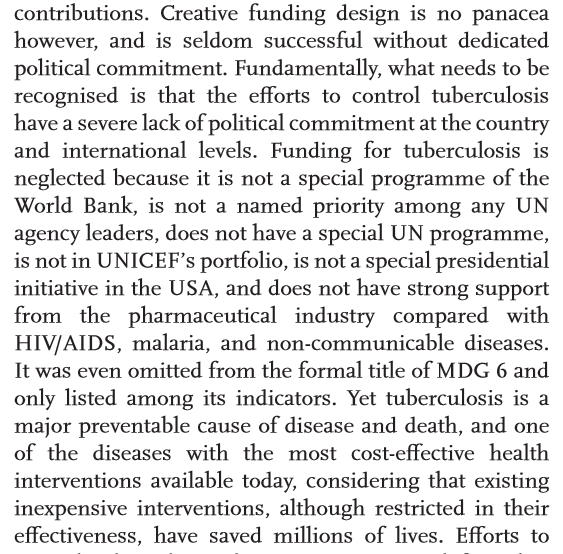 contributions. Creative funding design is no panacea
however, and is seldom successful without dedicated
political commitment. Fundamentally, what needs to be
recognised is that the efforts to control tuberculosis
have a severe lack of political commitment at the country
and international levels. Funding for tuberculosis is
neglected because it is not a special programme of the
World Bank, is not a named priority among any UN
agency leaders, does not have a special UN programme,
is not in UNICEF's portfolio, is not a special presidential
initiative in the USA, and does not have strong support
from the pharmaceutical industry compared with
HIV/AIDS, malaria, and non-communicable diseases.
It was even omitted from the formal title of MDG 6 and
only listed among its indicators. Yet tuberculosis is a
major preventable cause of disease and death, and one
of the diseases with the most cost-effective health
interventions available today, considering that existing
inexpensive interventions, although restricted in their
effectiveness, have saved millions of lives. Efforts to